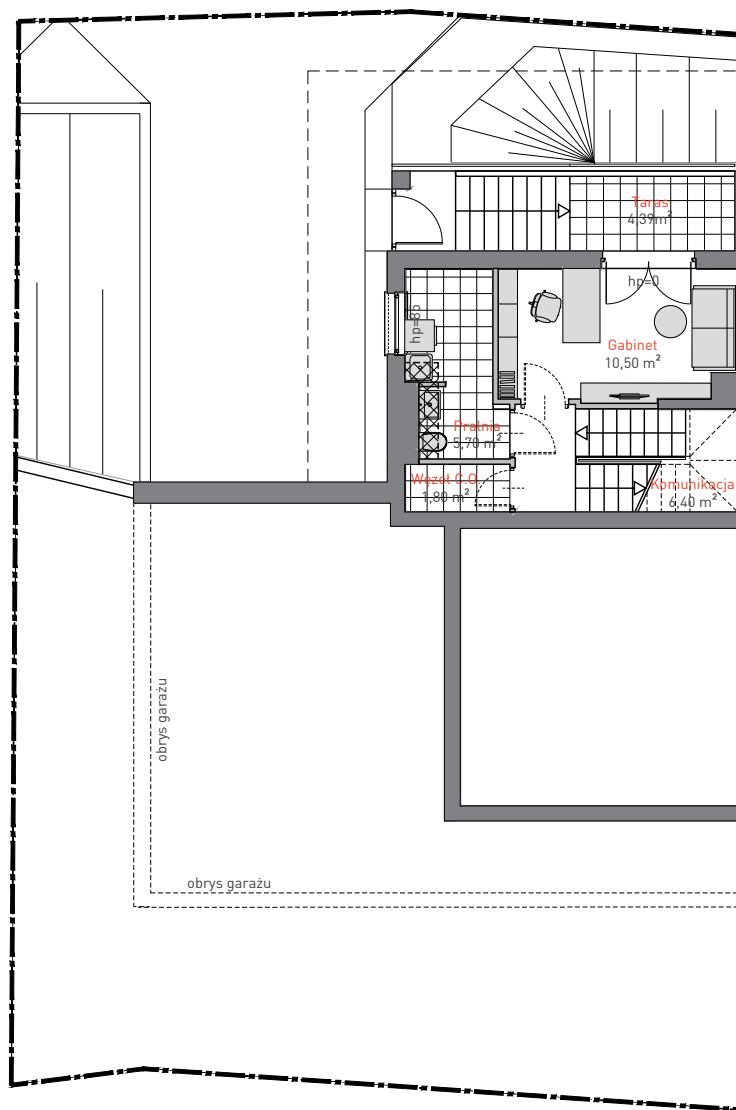 Taras
4,39m²
hp=0
hp=85
Gabinet
10,50 m²
Pralnia
5,70 m²
Węzeł C.O.
1,80 m²
Komunikacja
6,40 m²
obrys garażu
obrys garażu